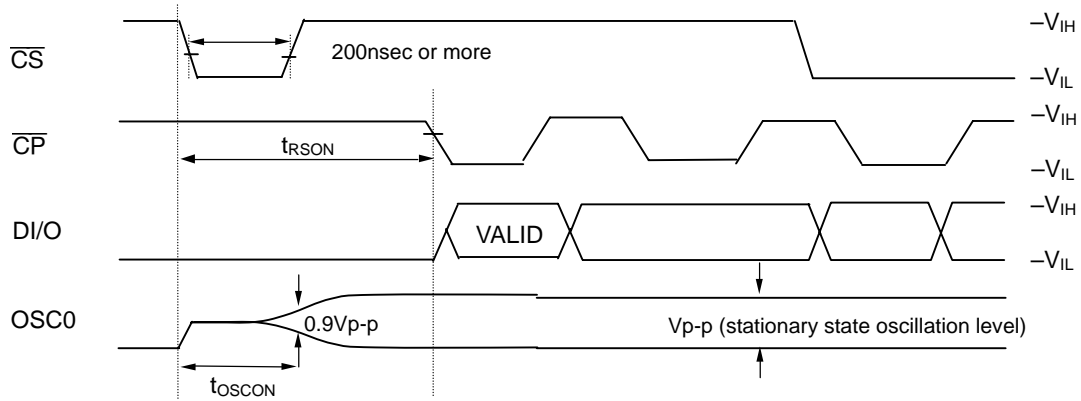 CS
200nsec or more
–VIH
–VIL
CP
tRSON
–VIH
–VIL
DI/O
VALID
–VIH
–VIL
OSC0
0.9Vp-p
Vp-p (stationary state oscillation level)
tOSCON